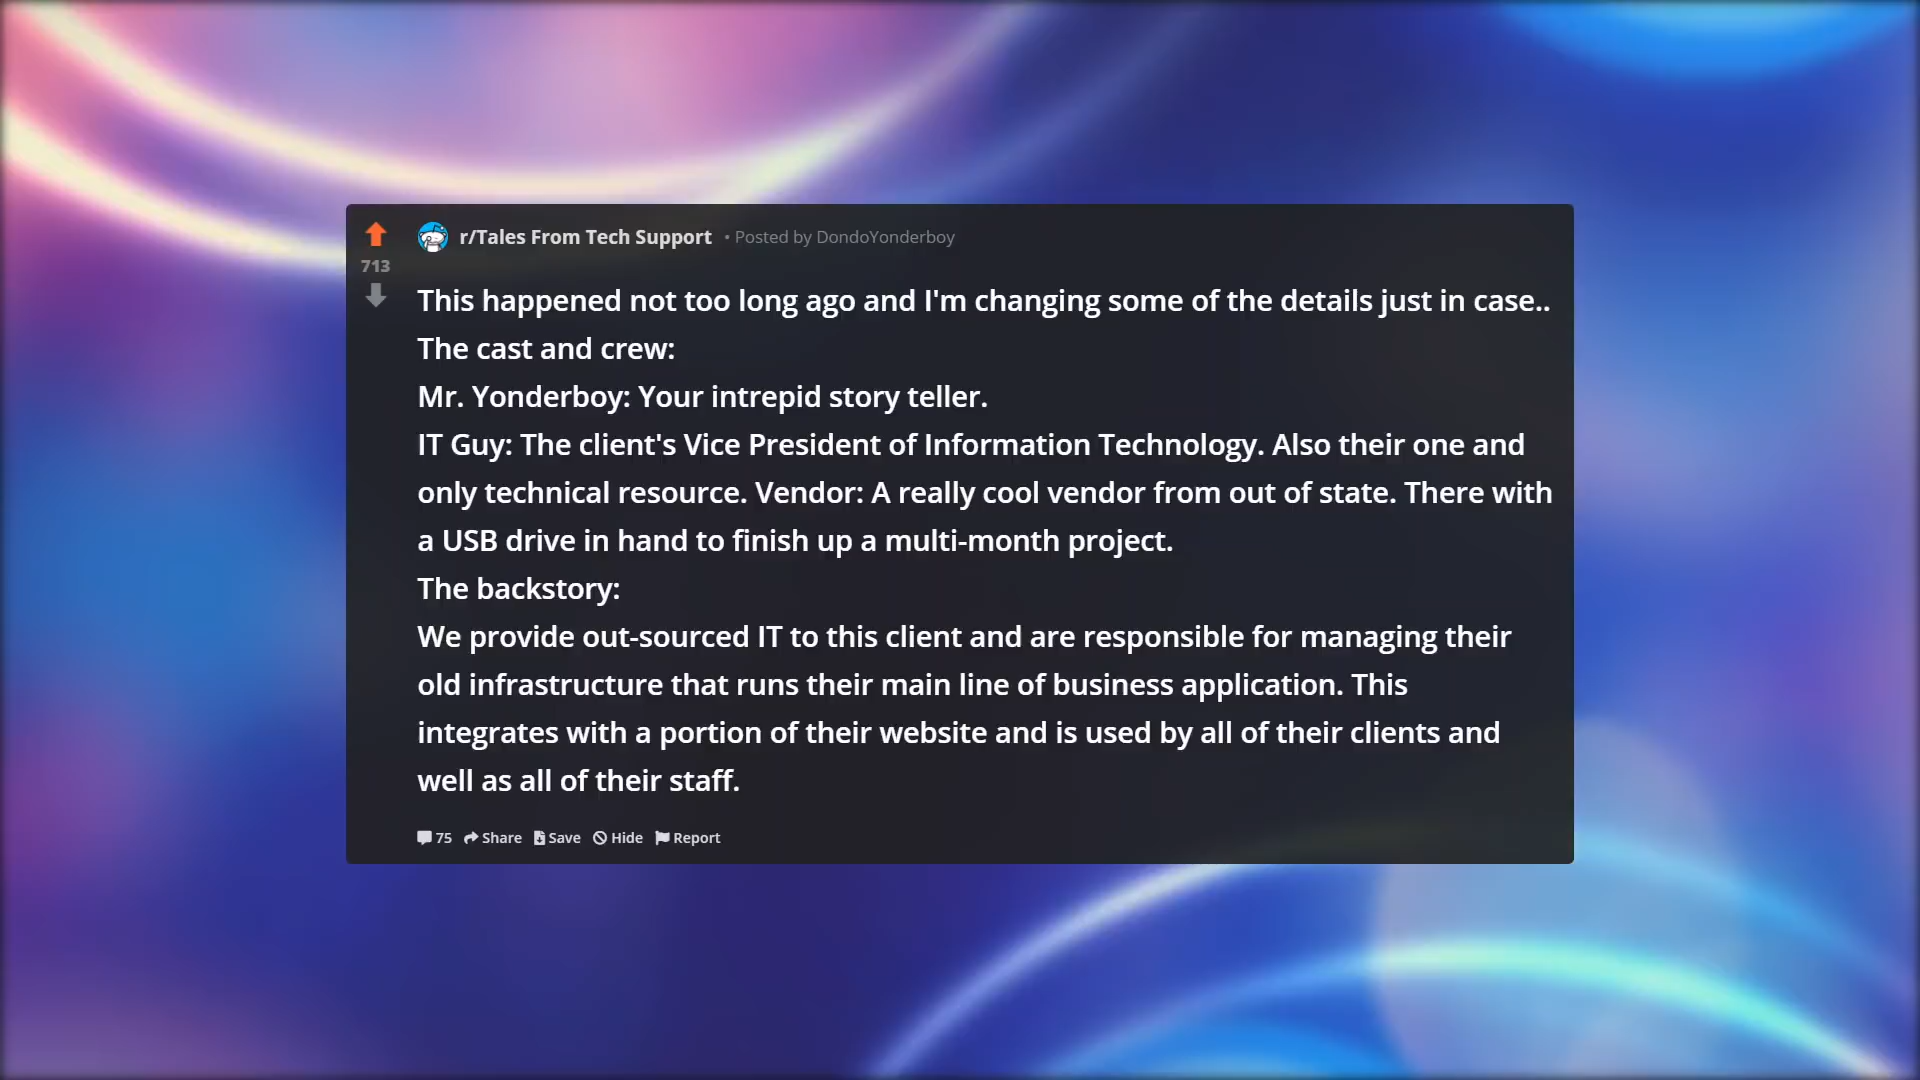 r/Tales From Tech Support • Posted by DondoYonderboy
713
This happened not too long ago and I'm changing some of the details just in case..
The cast and crew:
Mr. Yonderboy: Your intrepid story teller.
IT Guy: The client's Vice President of Information Technology. Also their one and
only technical resource. Vendor: A really cool vendor from out of state. There with
a USB drive in hand to finish up a multi-month project.
The backstory:
We provide out-sourced IT to this client and are responsible for managing their
old infrastructure that runs their main line of business application. This
integrates with a portion of their website and is used by all of their clients and
well as all of their staff.
75 Share Save Hide Report